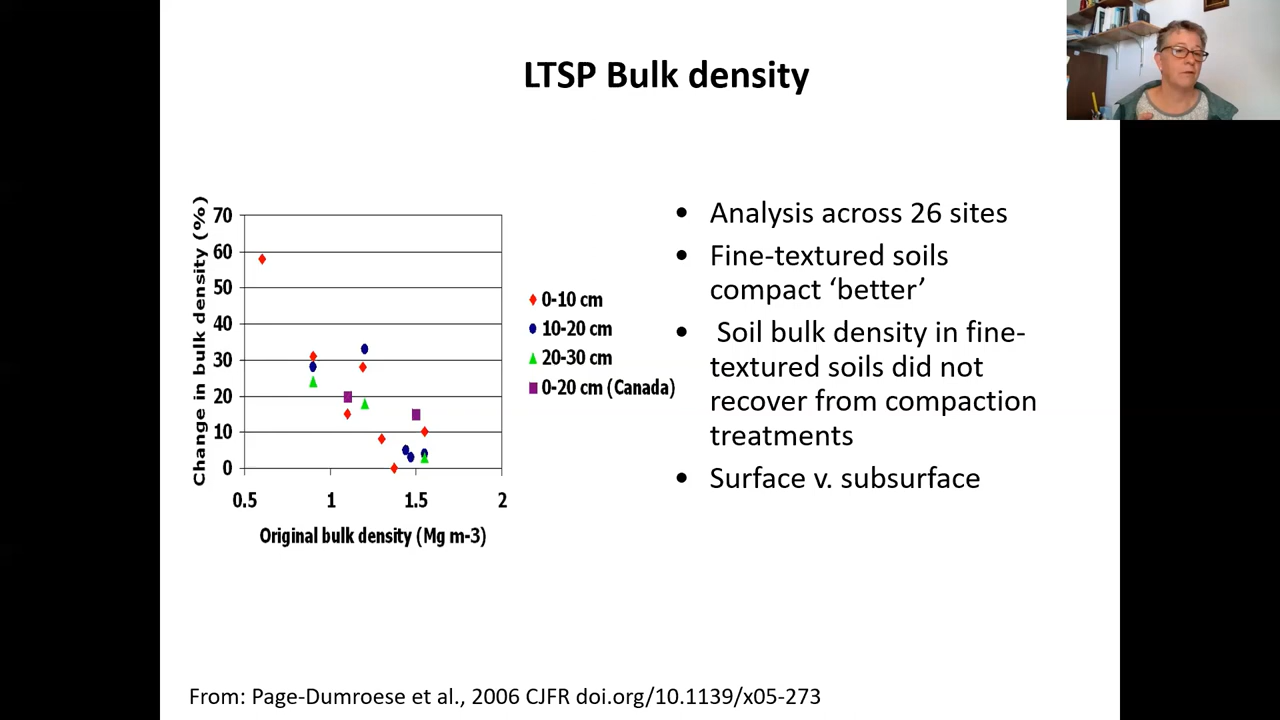 LTSP Bulk density
Change in bulk density (%)
70
60
50
40
30
20
10
0
0.5 1 1.5 2
Original bulk density (Mg m-3)
0-10 cm
10-20 cm
20-30 cm
0-20 cm (Canada)
• Analysis across 26 sites
• Fine-textured soils
compact ‘better’
• Soil bulk density in fine-
textured soils did not
recover from compaction
treatments
• Surface v. subsurface
From: Page-Dumroese et al., 2006 CJFR doi.org/10.1139/x05-273